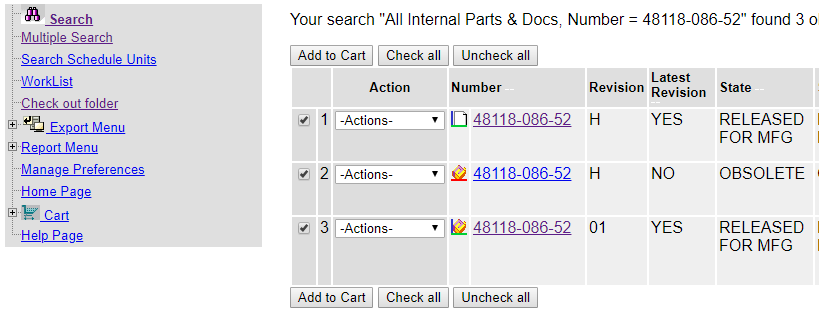 Search
Multiple Search
Search Schedule Units
WorkList
Check out folder
Export Menu
Report Menu
Manage Preferences
Home Page
Cart
Help Page
Your search "All Internal Parts & Docs, Number = 48118-086-52" found 3
Add to Cart Check all Uncheck all
Action Number Revision Latest Revision State
1 -Actions- 48118-086-52 H YES RELEASED
FOR MFG
2 -Actions- 48118-086-52 H NO OBSOLETE
3 -Actions- 48118-086-52 01 YES RELEASED
FOR MFG
Add to Cart Check all Uncheck all